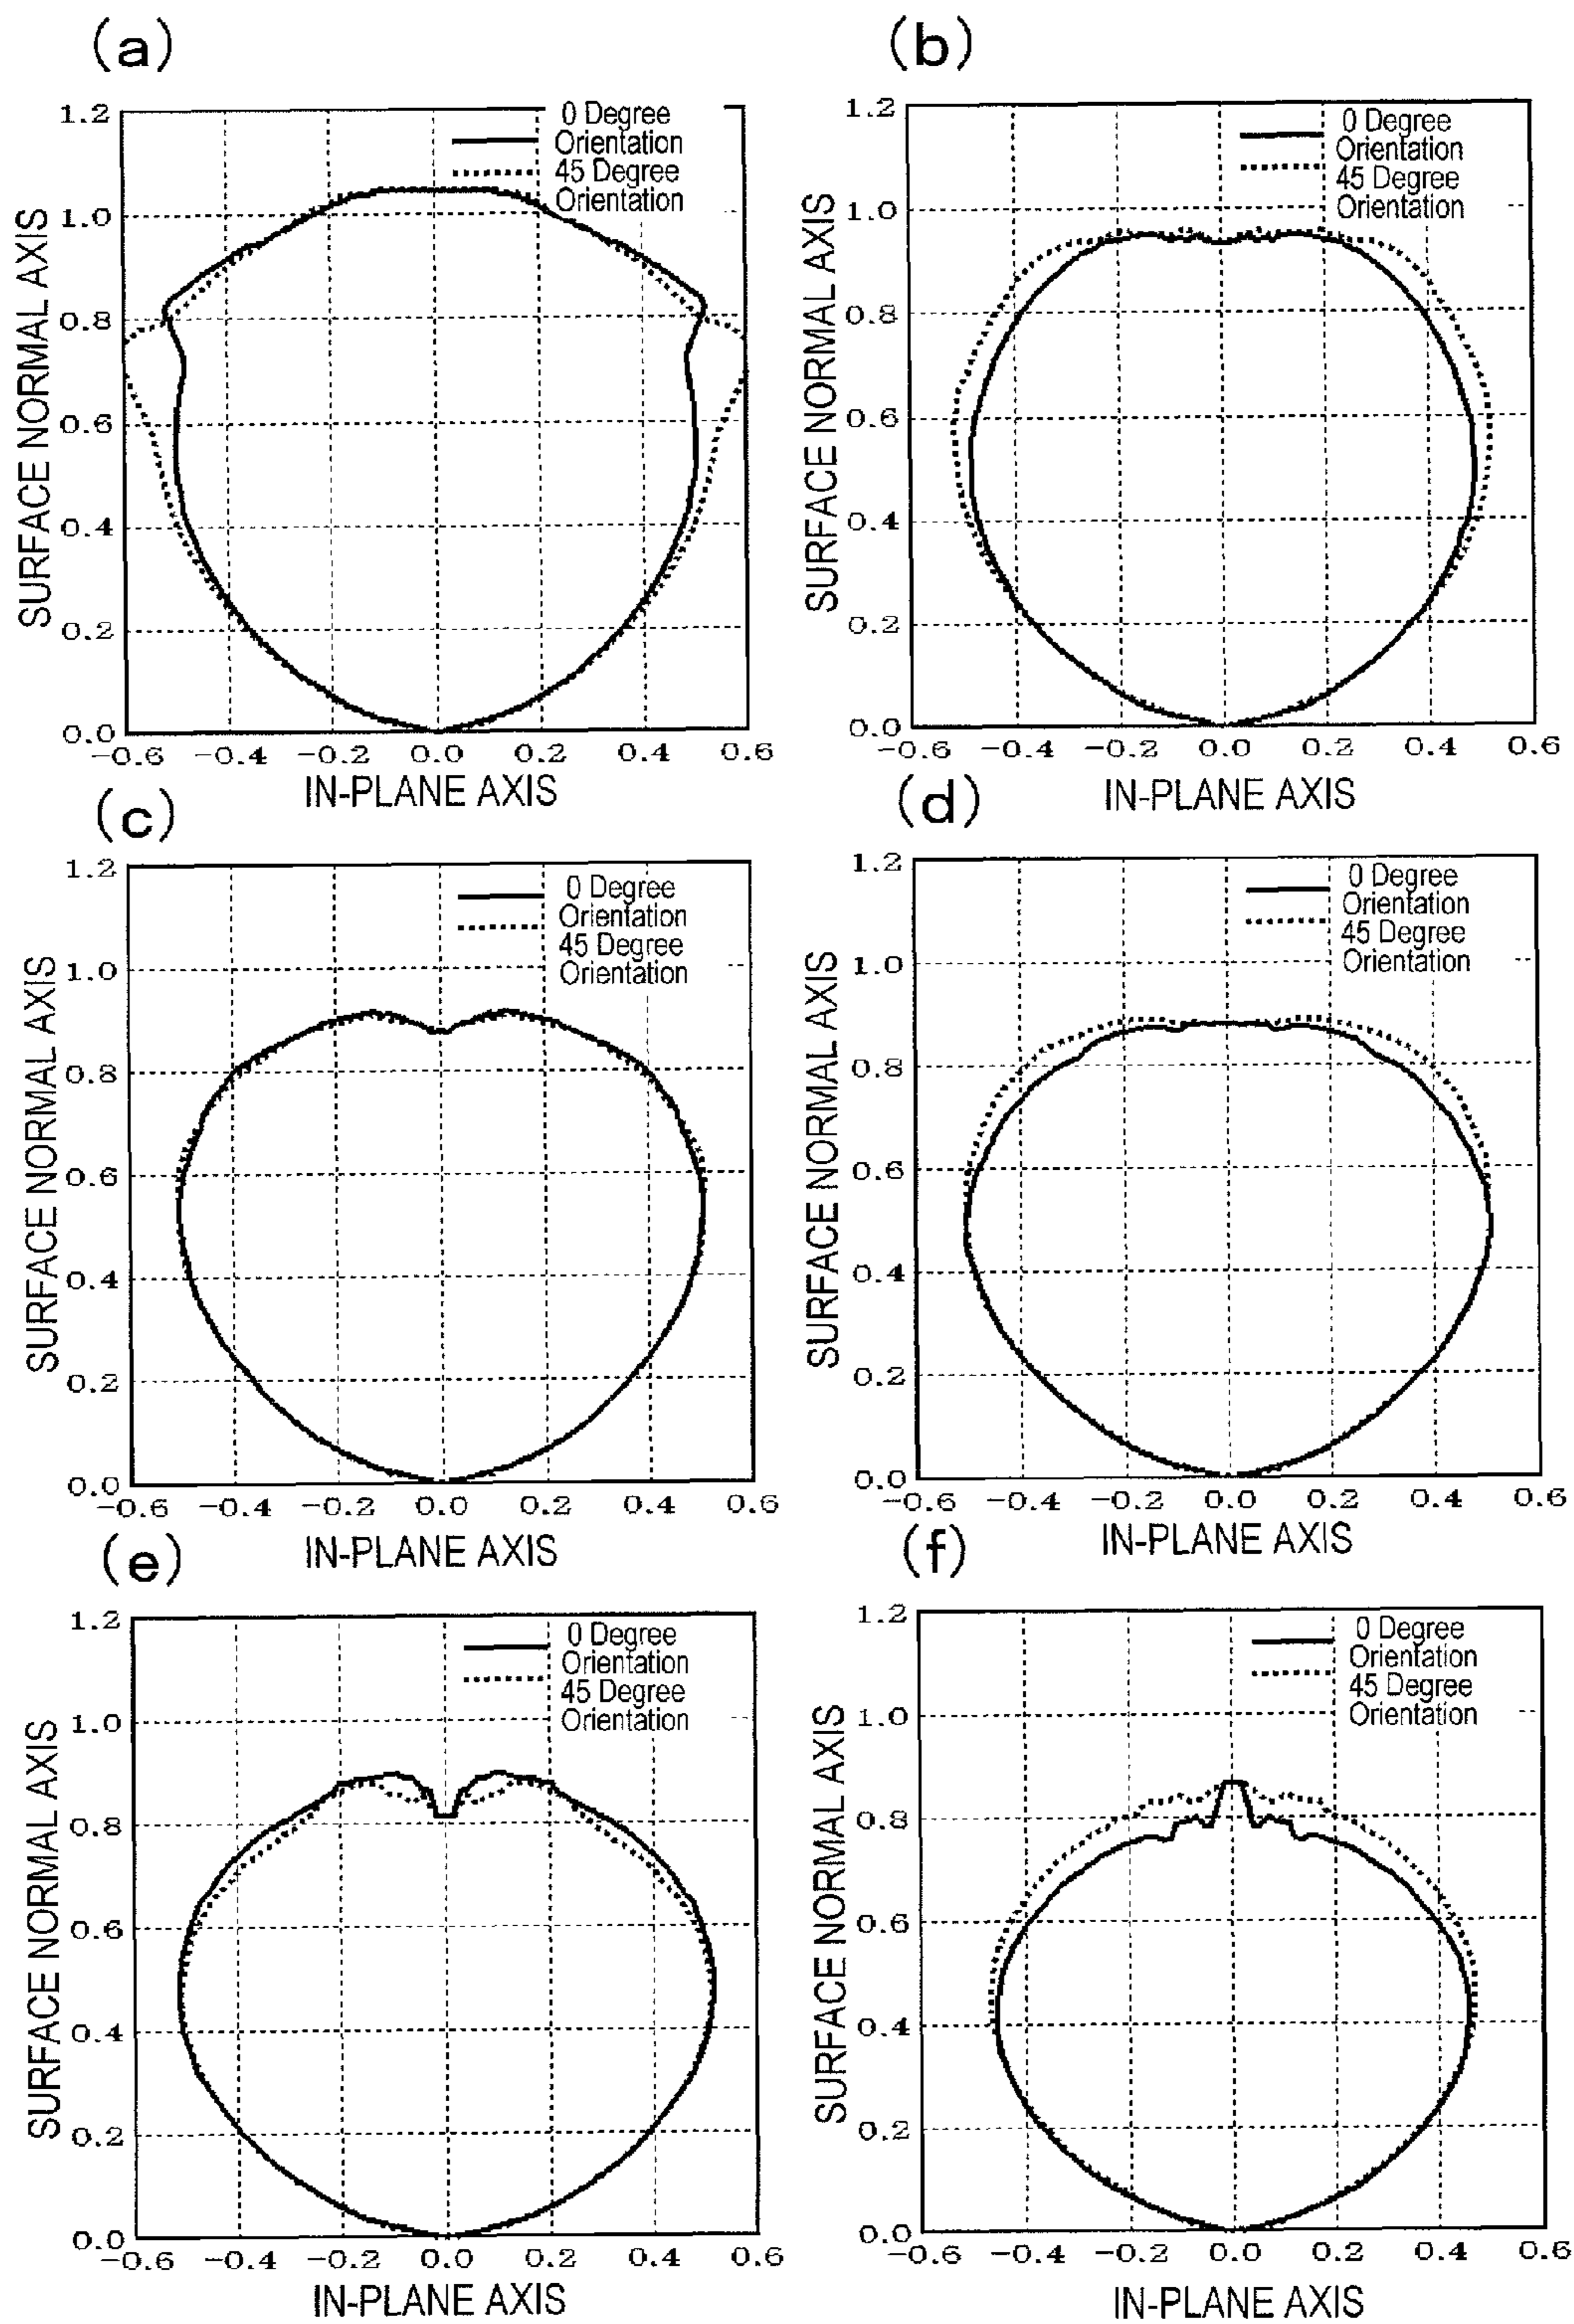 (a)
1.2
1.0
0.8
0.6
0.4
0.2
0.0
SURFACE NORMAL AXIS
0 Degree
Orientation
45 Degree
Orientation
-0.6 -0.4 -0.2 0.0 0.2 0.4 0.6
IN-PLANE AXIS
(b)
1.2
1.0
0.8
0.6
0.4
0.2
0.0
SURFACE NORMAL AXIS
0 Degree
Orientation
45 Degree
Orientation
-0.6 -0.4 -0.2 0.0 0.2 0.4 0.6
IN-PLANE AXIS
(c)
1.2
1.0
0.8
0.6
0.4
0.2
0.0
SURFACE NORMAL AXIS
0 Degree
Orientation
45 Degree
Orientation
-0.6 -0.4 -0.2 0.0 0.2 0.4 0.6
IN-PLANE AXIS
(d)
1.2
1.0
0.8
0.6
0.4
0.2
0.0
SURFACE NORMAL AXIS
0 Degree
Orientation
45 Degree
Orientation
-0.6 -0.4 -0.2 0.0 0.2 0.4 0.6
IN-PLANE AXIS
(e)
1.2
1.0
0.8
0.6
0.4
0.2
0.0
SURFACE NORMAL AXIS
0 Degree
Orientation
45 Degree
Orientation
-0.6 -0.4 -0.2 0.0 0.2 0.4 0.6
IN-PLANE AXIS
(f)
1.2
1.0
0.8
0.6
0.4
0.2
0.0
SURFACE NORMAL AXIS
0 Degree
Orientation
45 Degree
Orientation
-0.6 -0.4 -0.2 0.0 0.2 0.4 0.6
IN-PLANE AXIS